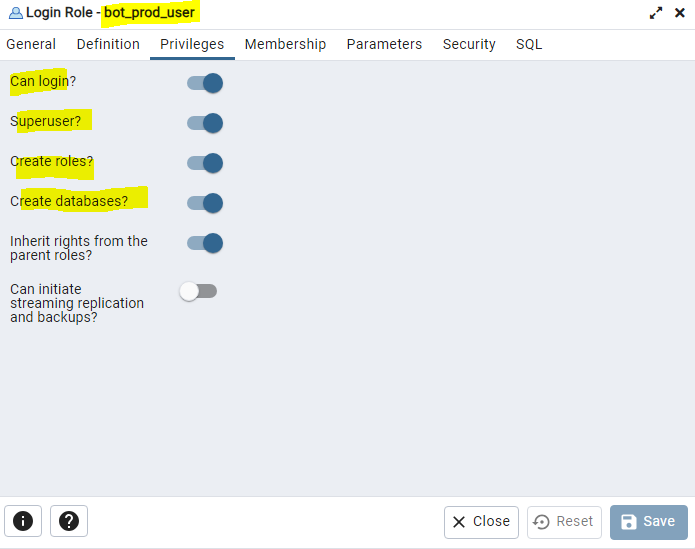 Login Role - bot_prod_user
General Definition Privileges Membership Parameters Security SQL
Can login?
Superuser?
Create roles?
Create databases?
Inherit rights from the
parent roles?
Can initiate
streaming replication
and backups?
Close Reset Save